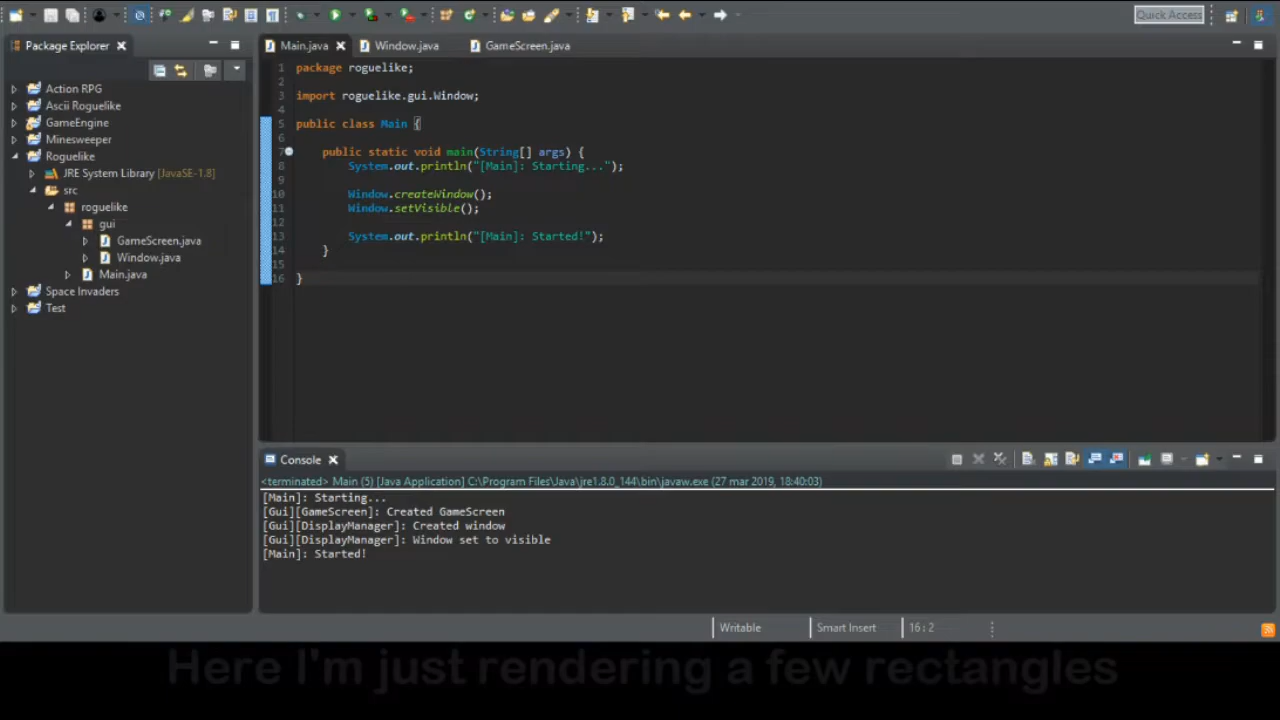 Quick Access
Package Explorer
Main.java
Window.java
GameScreen.java
Action RPG
Ascii Roguelike
GameEngine
Minesweeper
Roguelike
JRE System Library [JavaSE-1.8]
src
roguelike
gui
GameScreen.java
Window.java
Main.java
Space Invaders
Test
1 package roguelike;
2
3 import roguelike.gui.Window;
4
5 public class Main {
6
7 public static void main(String[] args) {
8 System.out.println("[Main]: Starting...");
9
10 Window.createWindow();
11 Window.setVisible();
12
13 System.out.println("[Main]: Started!");
14 }
15
16 }
Console
<terminated> Main (5) [Java Application] C:\Program Files\Java\jre1.8.0_144\bin\javaw.exe (27 mar 2019, 18:40:03)
[Main]: Starting...
[Gui][GameScreen]: Created GameScreen
[Gui][DisplayManager]: Created window
[Gui][DisplayManager]: Window set to visible
[Main]: Started!
Writable
Smart Insert
16 : 2
Here I'm just rendering a few rectangles